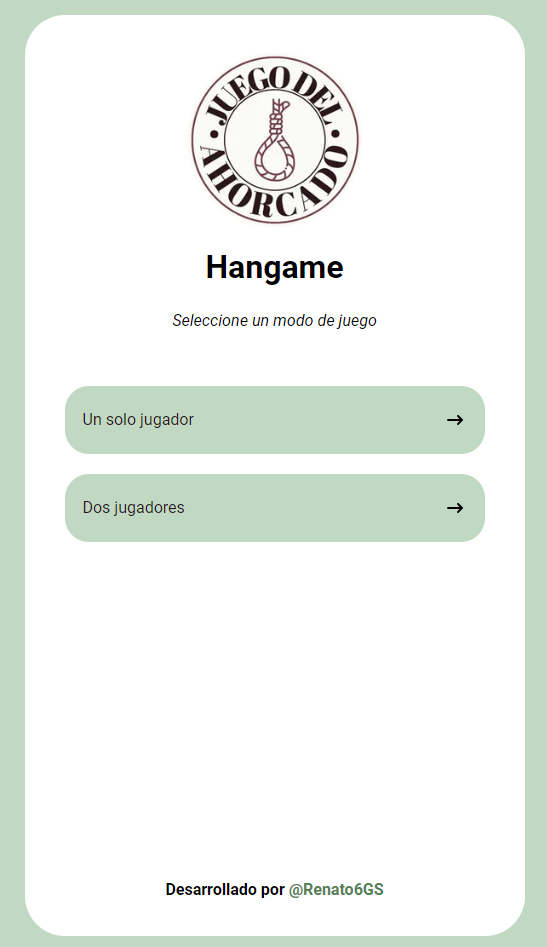 JUEGO DEL
AHORCADO
Hangame
Seleccione un modo de juego
Un solo jugador
Dos jugadores
Desarrollado por @Renato6GS